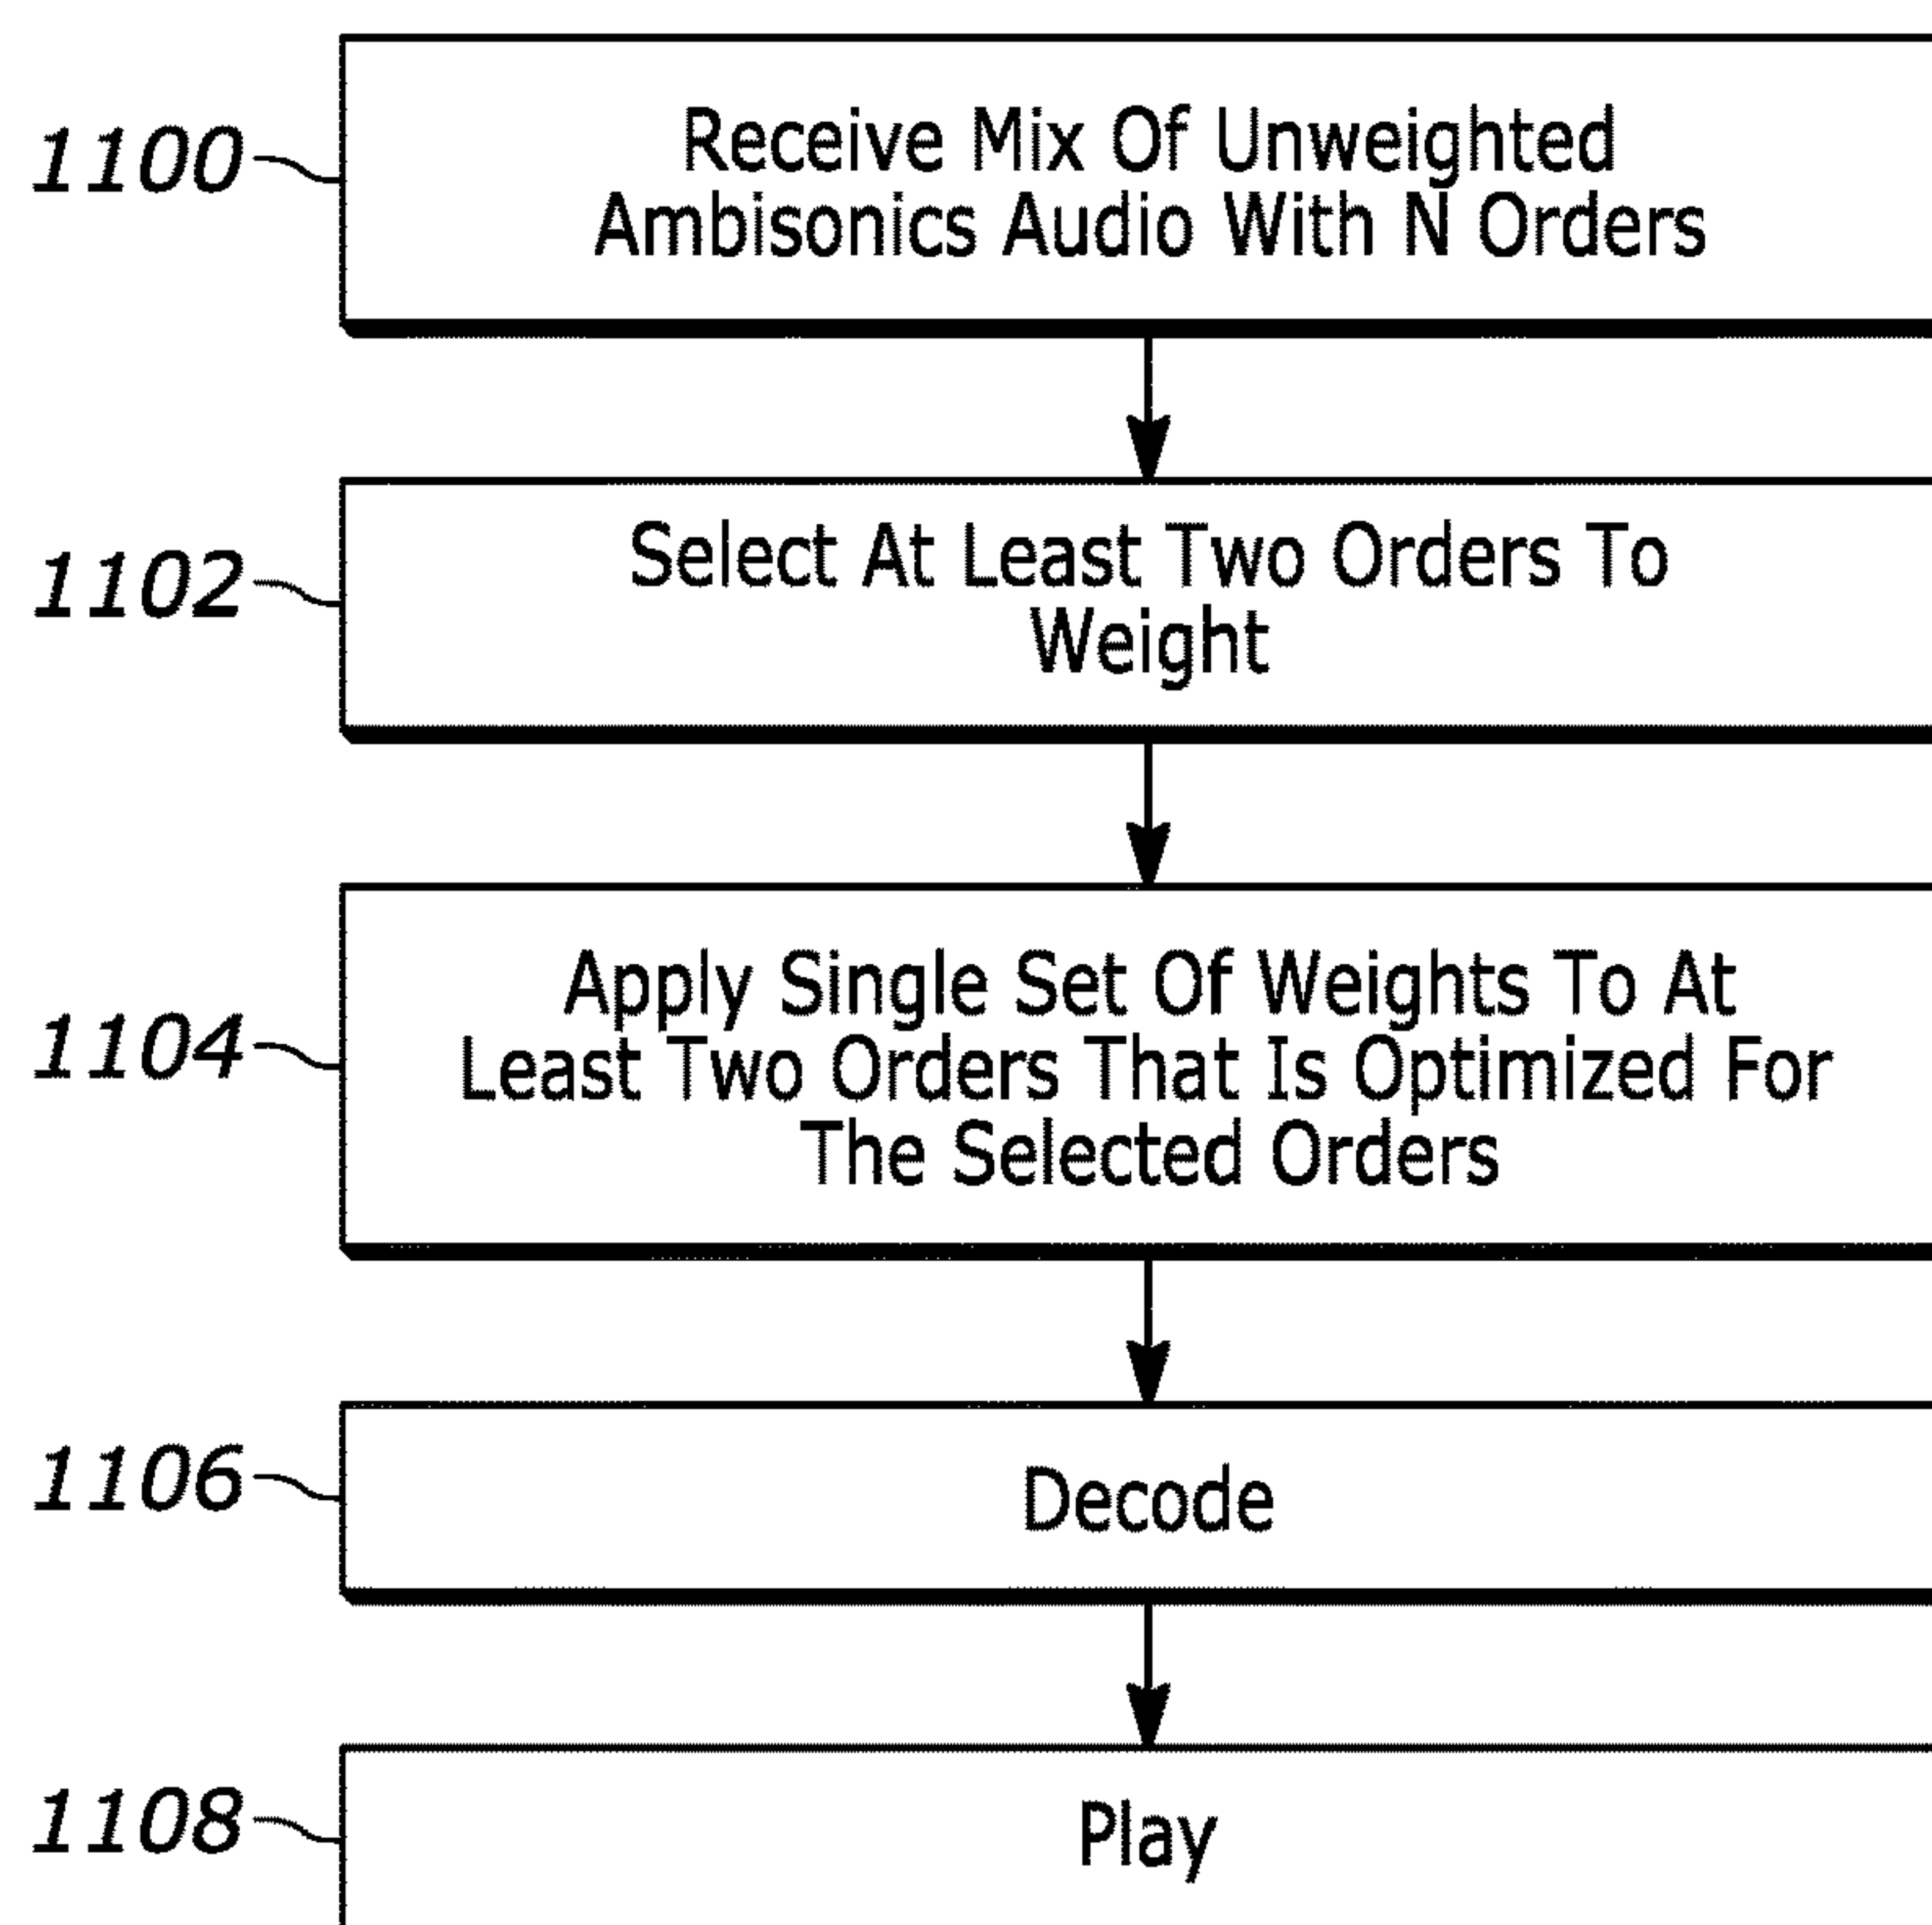 1100
Receive Mix Of Unweighted
Ambisonics Audio With N Orders
1102
Select At Least Two Orders To
Weight
1104
Apply Single Set Of Weights To At
Least Two Orders That Is Optimized For
The Selected Orders
1106
Decode
1108
Play